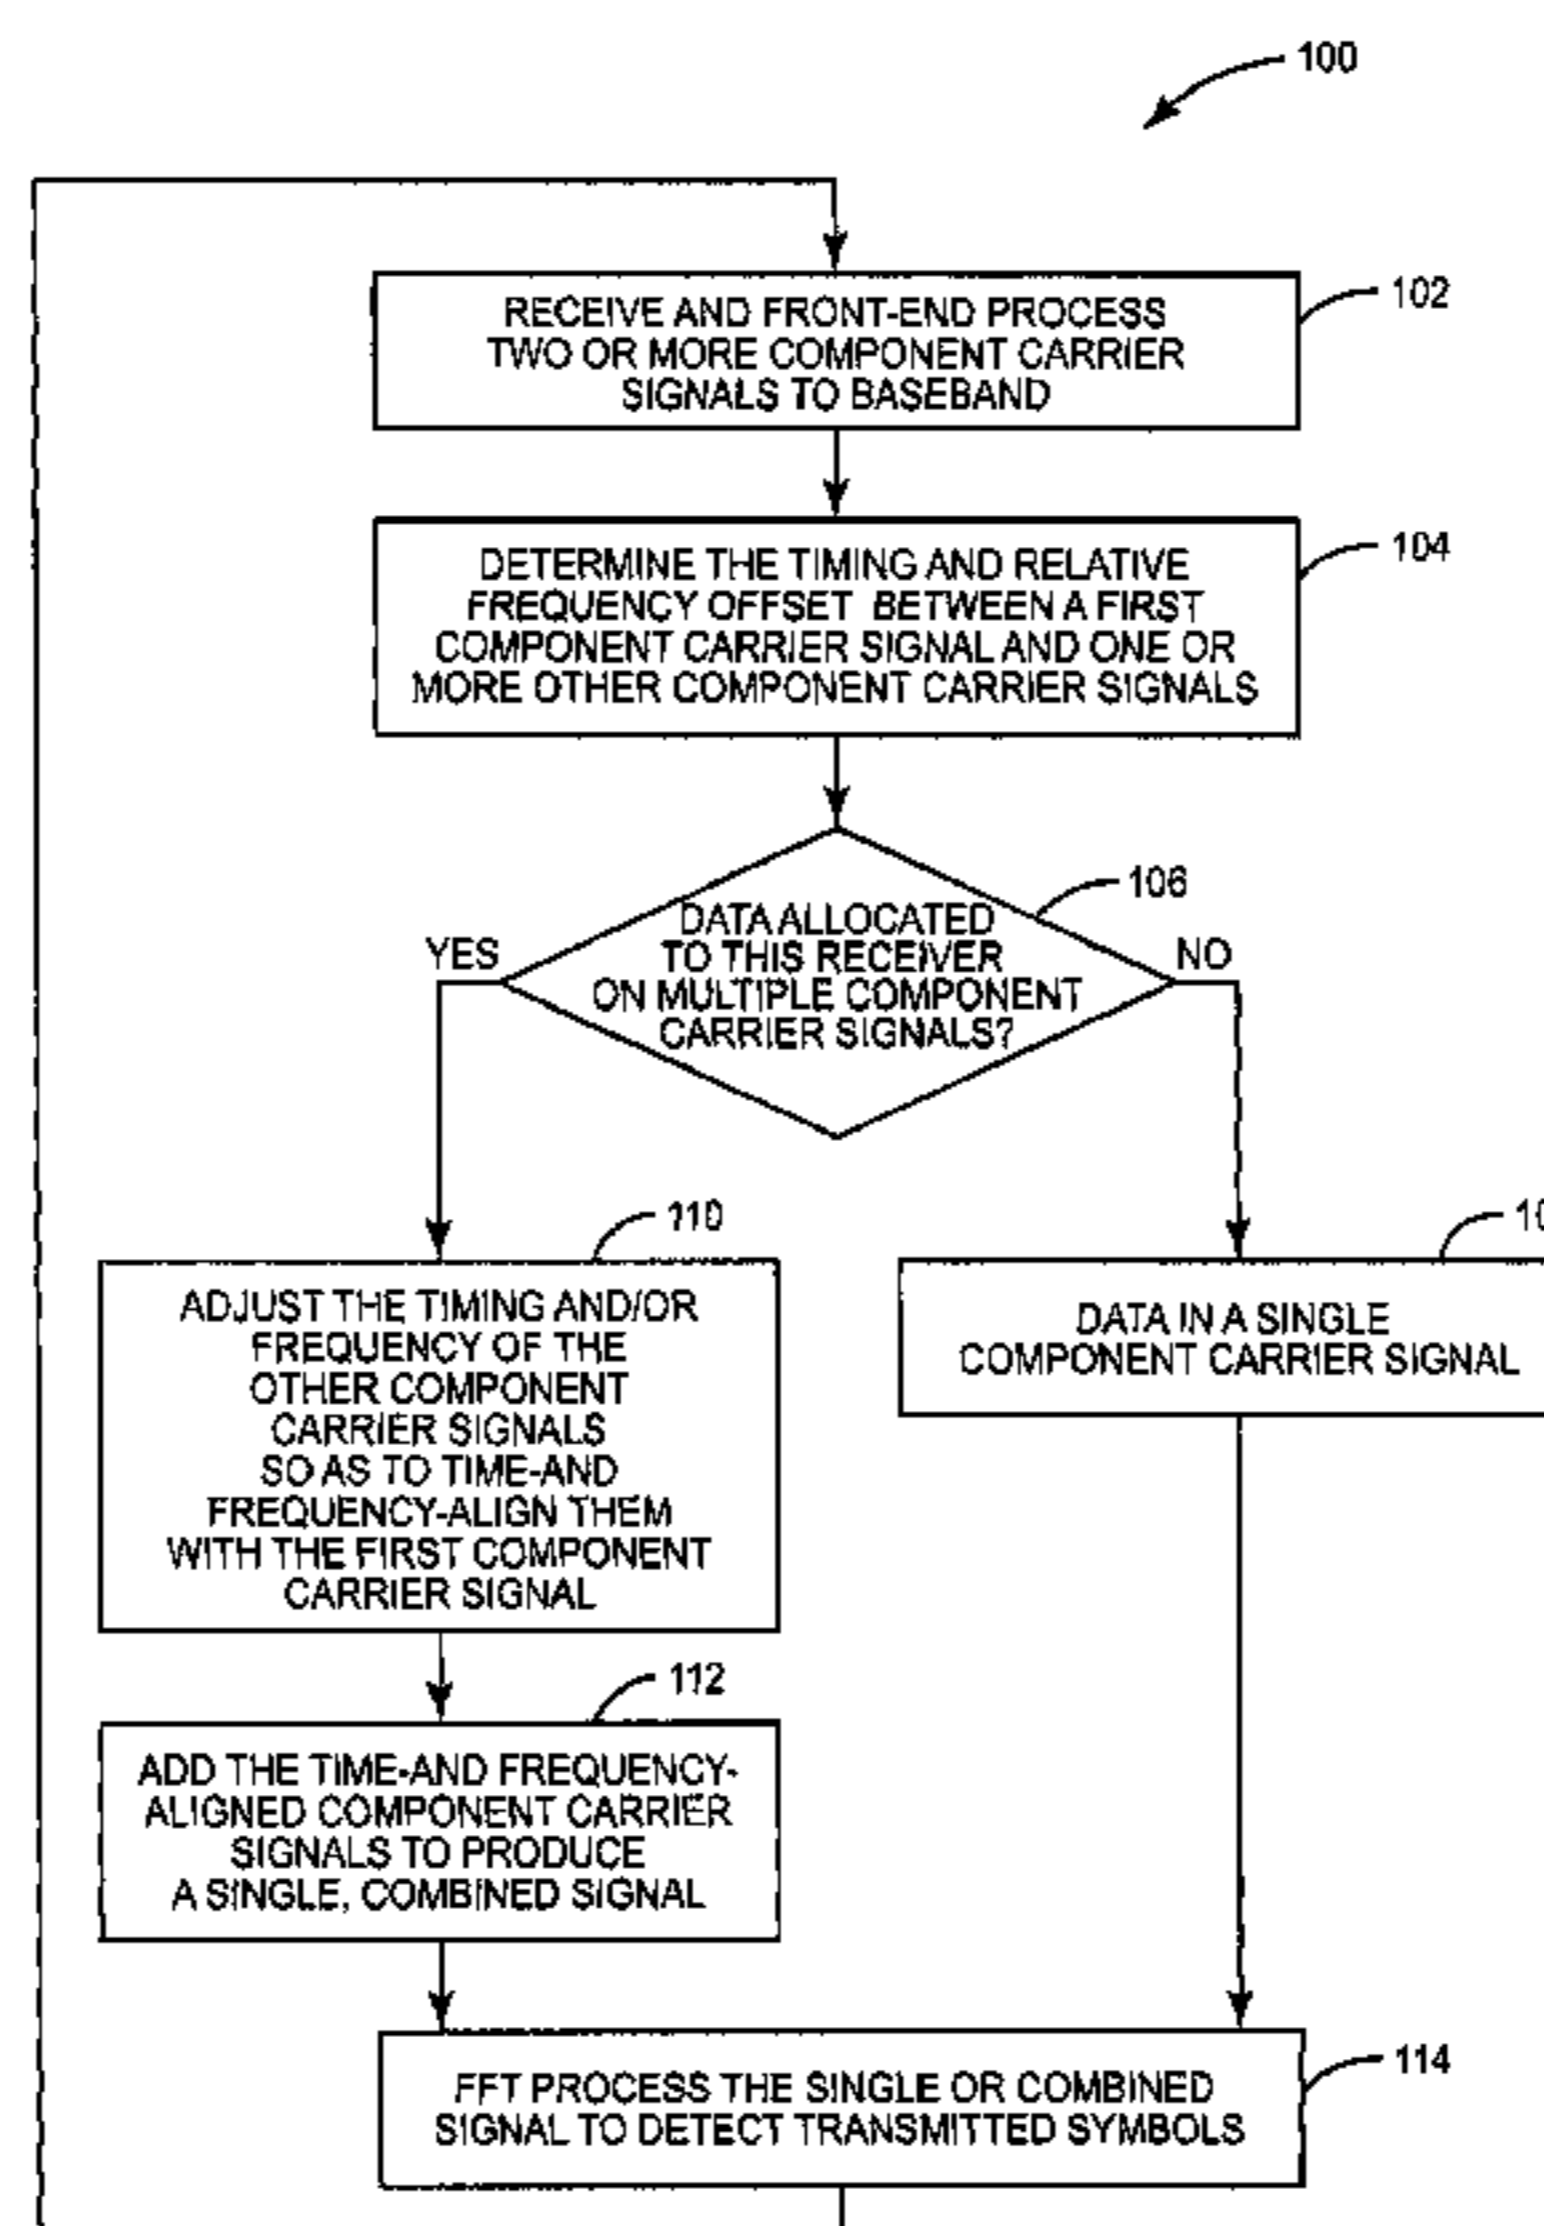 100
RECEIVE AND FRONT-END PROCESS
TWO OR MORE COMPONENT CARRIER
SIGNALS TO BASEBAND
102
DETERMINE THE TIMING AND RELATIVE
FREQUENCY OFFSET BETWEEN A FIRST
COMPONENT CARRIER SIGNAL AND ONE OR
MORE OTHER COMPONENT CARRIER SIGNALS
104
106
DATA ALLOCATED
TO THIS RECEIVER
ON MULTIPLE COMPONENT
CARRIER SIGNALS?
YES
NO
110
ADJUST THE TIMING AND/OR
FREQUENCY OF THE
OTHER COMPONENT
CARRIER SIGNALS
SO AS TO TIME-AND
FREQUENCY-ALIGN THEM
WITH THE FIRST COMPONENT
CARRIER SIGNAL
DATA IN A SINGLE
COMPONENT CARRIER SIGNAL
112
ADD THE TIME-AND FREQUENCY-
ALIGNED COMPONENT CARRIER
SIGNALS TO PRODUCE
A SINGLE, COMBINED SIGNAL
FFT PROCESS THE SINGLE OR COMBINED
SIGNAL TO DETECT TRANSMITTED SYMBOLS
114